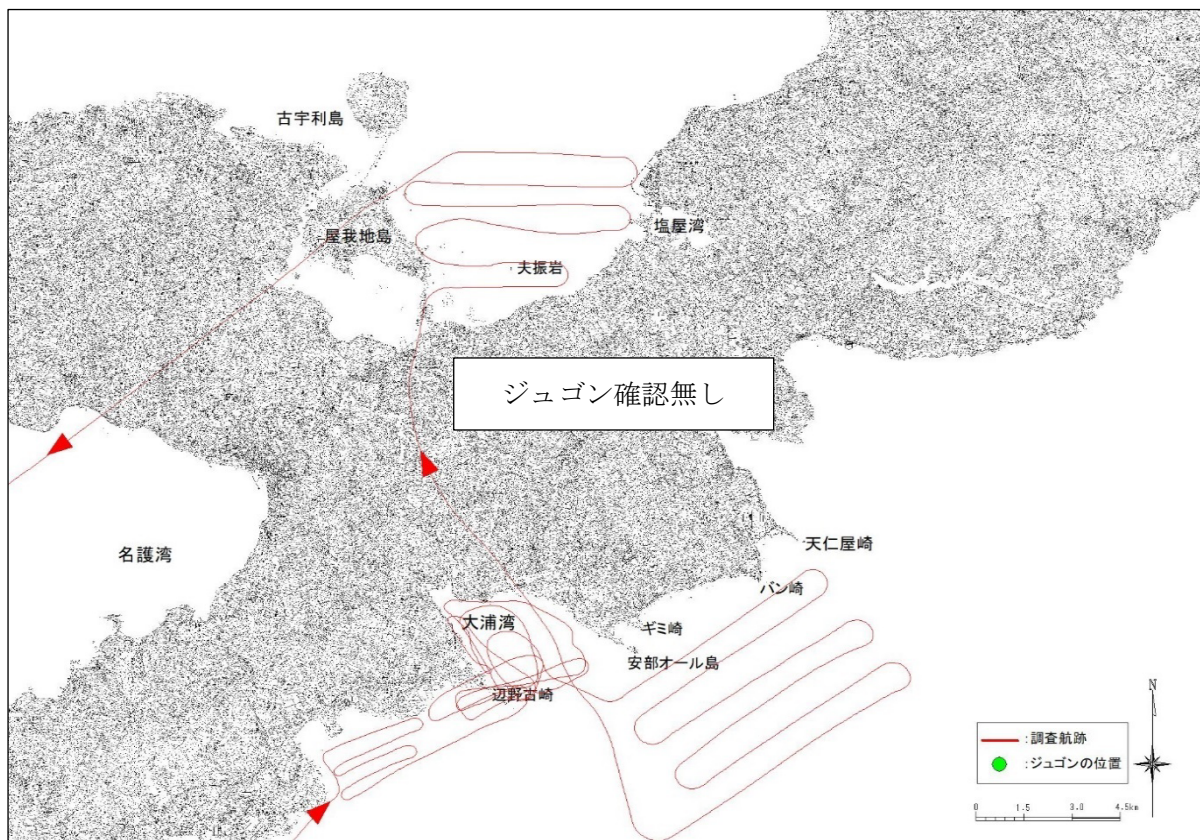 古宇利島
屋我地島
塩屋湾
夫振岩
ジュゴン確認無し
名護湾
天仁屋崎
バン崎
大浦湾
ギミ崎
安部オール島
辺野古崎
N
:調査航跡
:ジュゴンの位置
0 1.5 3.0 4.5km